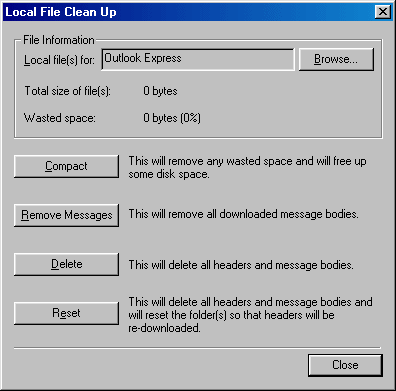 Local File Clean Up
File Information
Local file(s) for: Outlook Express Browse...
Total size of file(s): 0 bytes
Wasted space: 0 bytes (0%)
Compact This will remove any wasted space and will free up
some disk space.
Remove Messages This will remove all downloaded message bodies.
Delete This will delete all headers and message bodies.
This will delete all headers and message bodies and
Reset will reset the folder(s) so that headers will be
re-downloaded.
Close